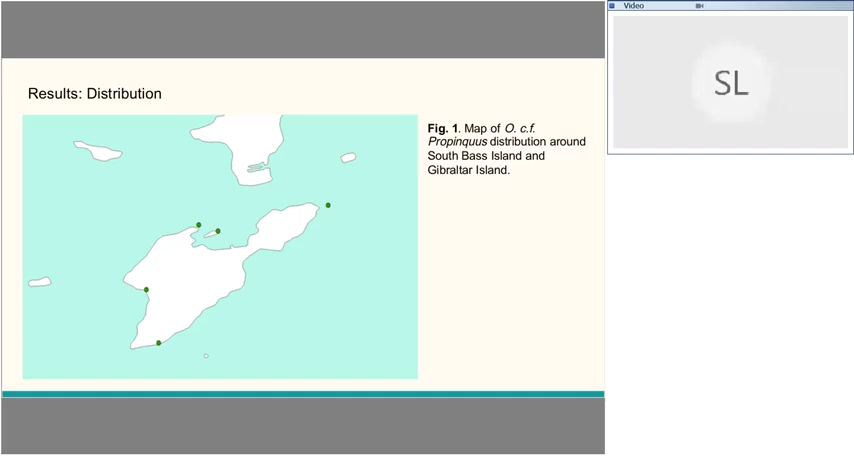 Video
Results: Distribution
Fig. 1. Map of O. c.f.
Propinquus distribution around
South Bass Island and
Gibraltar Island.
SL